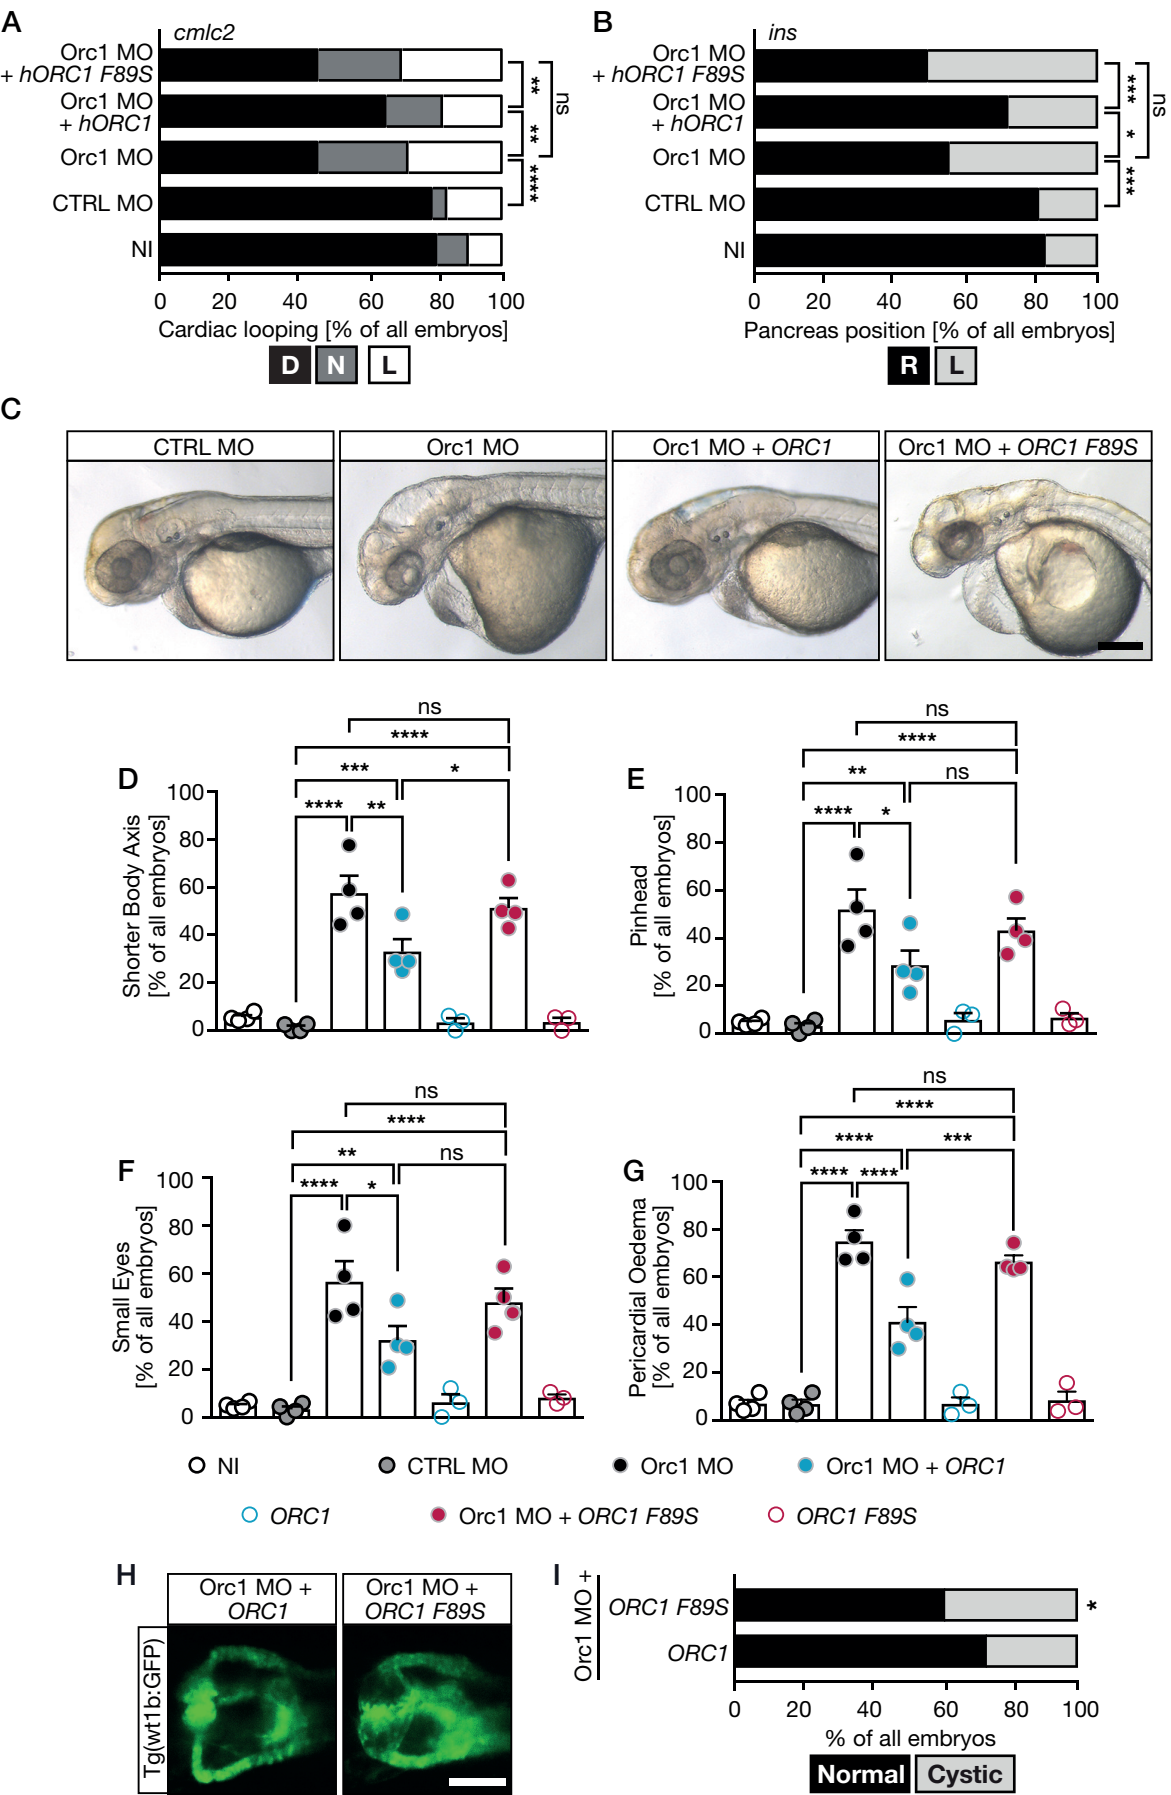 A
cmlc2
Orc1 MO
+ hORC1 F89S
Orc1 MO
+ hORC1
Orc1 MO
CTRL MO
NI
**
**
****
ns
0 20 40 60 80 100
Cardiac looping [% of all embryos]
D N L
B
ins
Orc1 MO
+ hORC1 F89S
Orc1 MO
+ hORC1
Orc1 MO
CTRL MO
NI
***
*
***
ns
0 20 40 60 80 100
Pancreas position [% of all embryos]
R L
C
CTRL MO
Orc1 MO
Orc1 MO + ORC1
Orc1 MO + ORC1 F89S
D
ns
****
*** *
**** **
Shorter Body Axis
[% of all embryos]
100
80
60
40
20
0
E
ns
****
** ns
**** *
Pinhead
[% of all embryos]
100
80
60
40
20
0
F
ns
****
** ns
**** *
Small Eyes
[% of all embryos]
100
80
60
40
20
0
G
ns
****
**** ***
**** ****
Pericardial Oedema
[% of all embryos]
100
80
60
40
20
0
NI CTRL MO Orc1 MO Orc1 MO + ORC1
ORC1 Orc1 MO + ORC1 F89S ORC1 F89S
H
Orc1 MO +
ORC1
Orc1 MO +
ORC1 F89S
Tg(wt1b:GFP)
I
Orc1 MO +
ORC1 F89S
*
ORC1
0 20 40 60 80 100
% of all embryos
Normal Cystic